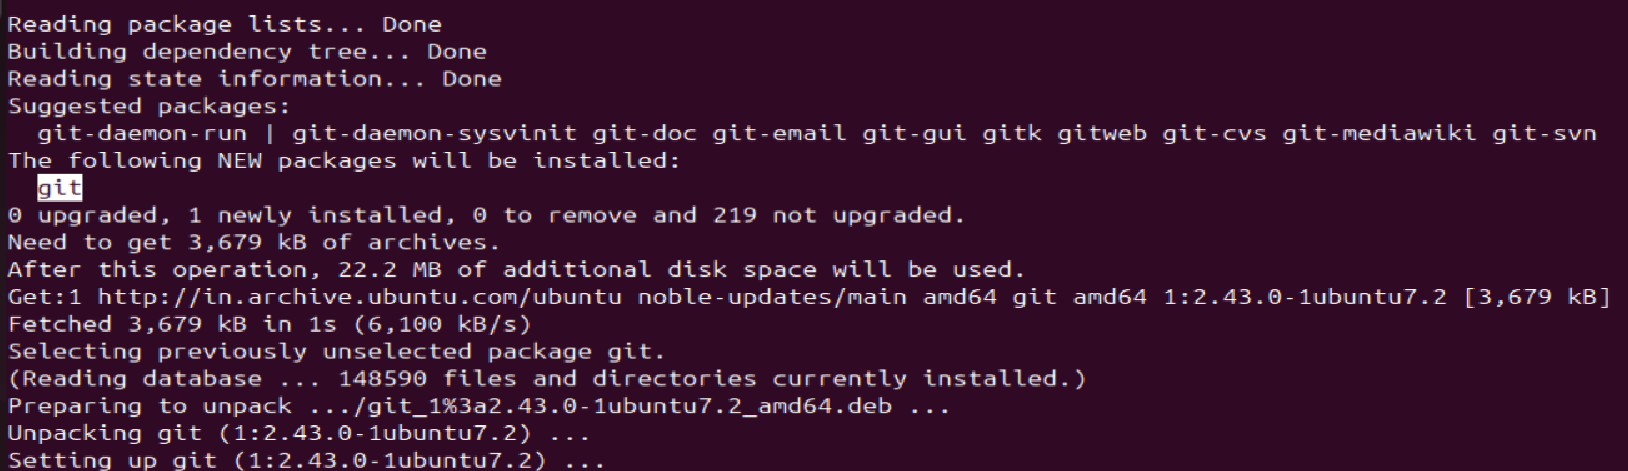 Reading package lists... Done
Building dependency tree... Done
Reading state information... Done
Suggested packages:
  git-daemon-run | git-daemon-sysvinit git-doc git-email git-gui gitk gitweb git-cvs git-mediawiki git-svn
The following NEW packages will be installed:
  git
0 upgraded, 1 newly installed, 0 to remove and 219 not upgraded.
Need to get 3,679 kB of archives.
After this operation, 22.2 MB of additional disk space will be used.
Get:1 http://in.archive.ubuntu.com/ubuntu noble-updates/main amd64 git amd64 1:2.43.0-1ubuntu7.2 [3,679 kB]
Fetched 3,679 kB in 1s (6,100 kB/s)
Selecting previously unselected package git.
(Reading database ... 148590 files and directories currently installed.)
Preparing to unpack .../git_1%3a2.43.0-1ubuntu7.2_amd64.deb ...
Unpacking git (1:2.43.0-1ubuntu7.2) ...
Setting up git (1:2.43.0-1ubuntu7.2) ...